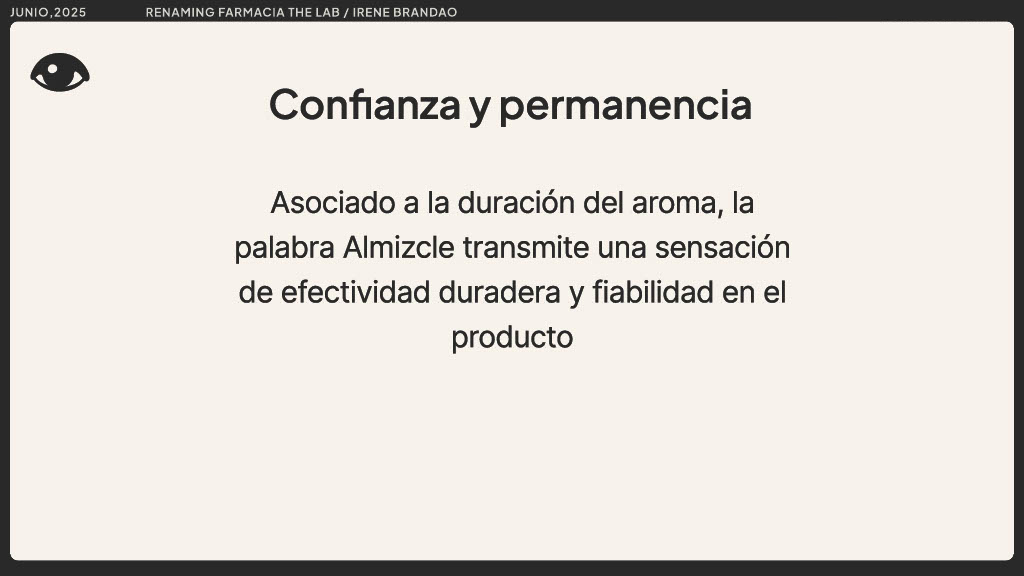 JUNIO,2025
RENAMING FARMACIA THE LAB / IRENE BRANDAO
Confianza y permanencia
Asociado a la duración del aroma, la
palabra Almizcle transmite una sensación
de efectividad duradera y fiabilidad en el
producto